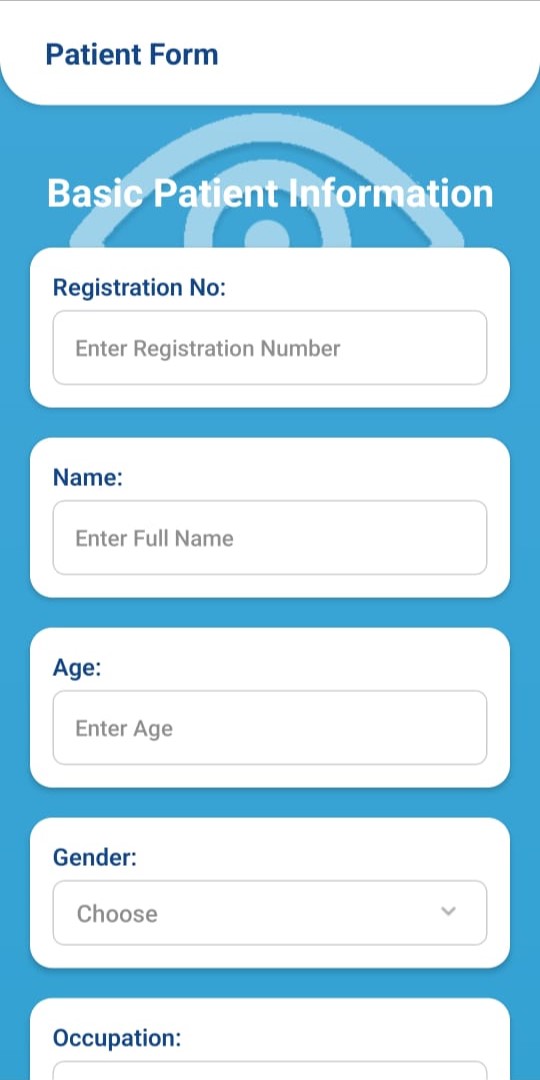 Patient Form
Basic Patient Information
Registration No:
Enter Registration Number
Name:
Enter Full Name
Age:
Enter Age
Gender:
Choose
Occupation: